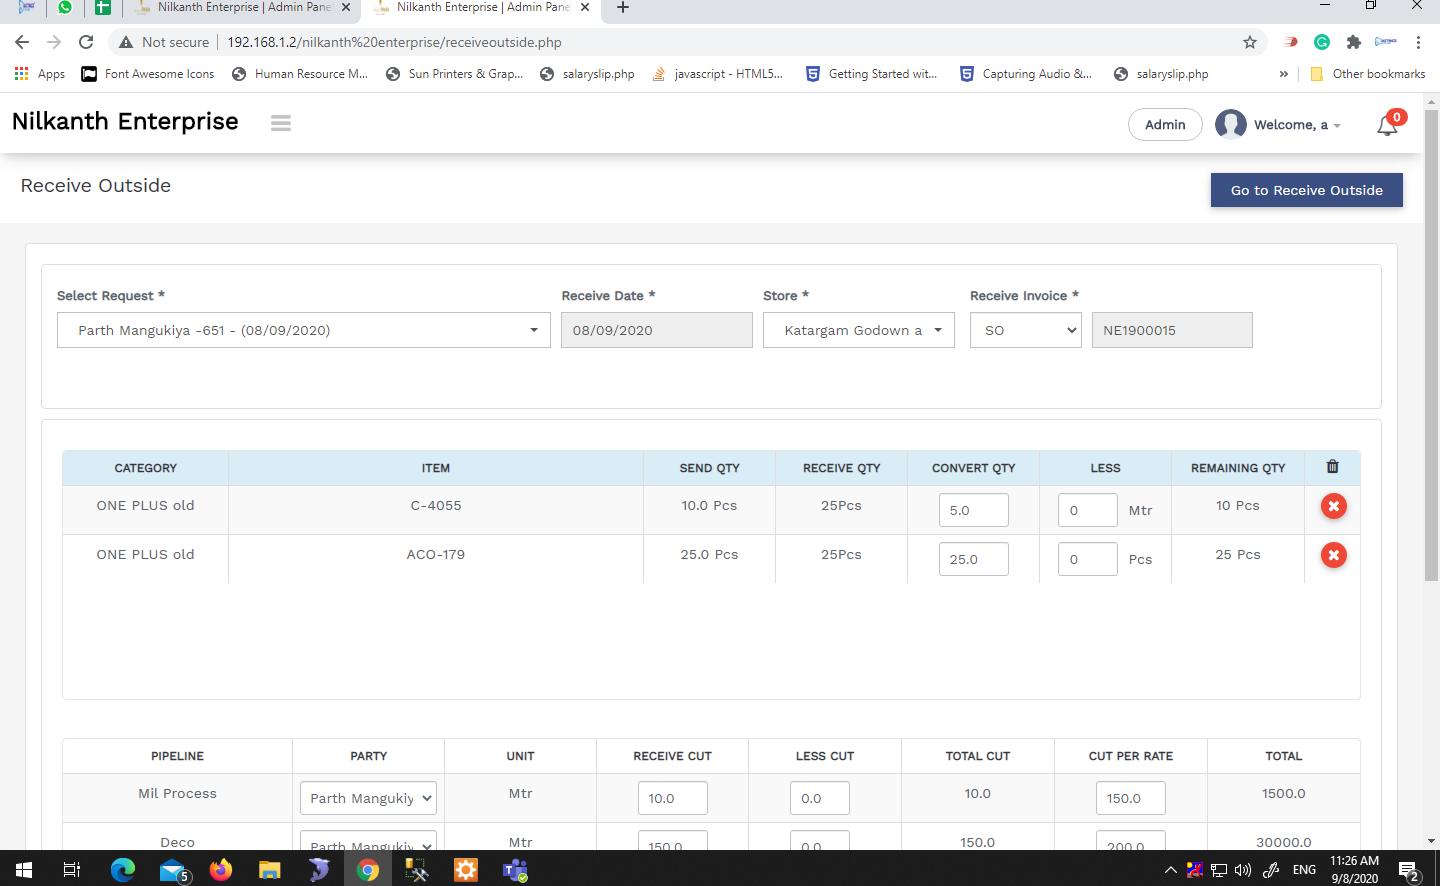 Nilkanth Enterprise | Admin Pane
Nilkanth Enterprise | Admin Pane
Not secure
192.168.1.2/nilkanth%20enterprise/receiveoutside.php
Apps
Font Awesome Icons
Human Resource M...
Sun Printers & Grap...
salaryslip.php
javascript - HTML5...
Getting Started wit...
Capturing Audio &...
salaryslip.php
»
Other bookmarks
Nilkanth Enterprise
Admin
Welcome, a
0
Receive Outside
Go to Receive Outside
Select Request * Receive Date * Store * Receive Invoice *
Parth Mangukiya -651 - (08/09/2020) 08/09/2020 Katargam Godown a SO NE1900015
CATEGORY ITEM SEND QTY RECEIVE QTY CONVERT QTY LESS REMAINING QTY
ONE PLUS old C-4055 10.0 Pcs 25Pcs 5.0 0 Mtr 10 Pcs
ONE PLUS old ACO-179 25.0 Pcs 25Pcs 25.0 0 Pcs 25 Pcs
PIPELINE PARTY UNIT RECEIVE CUT LESS CUT TOTAL CUT CUT PER RATE TOTAL
Mil Process Parth Mangukiy Mtr 10.0 0.0 10.0 150.0 1500.0
Deco Parth Mangukiy Mtr 150.0 0.0 150.0 200.0 30000.0
5
ENG
11:26 AM
9/8/2020
2